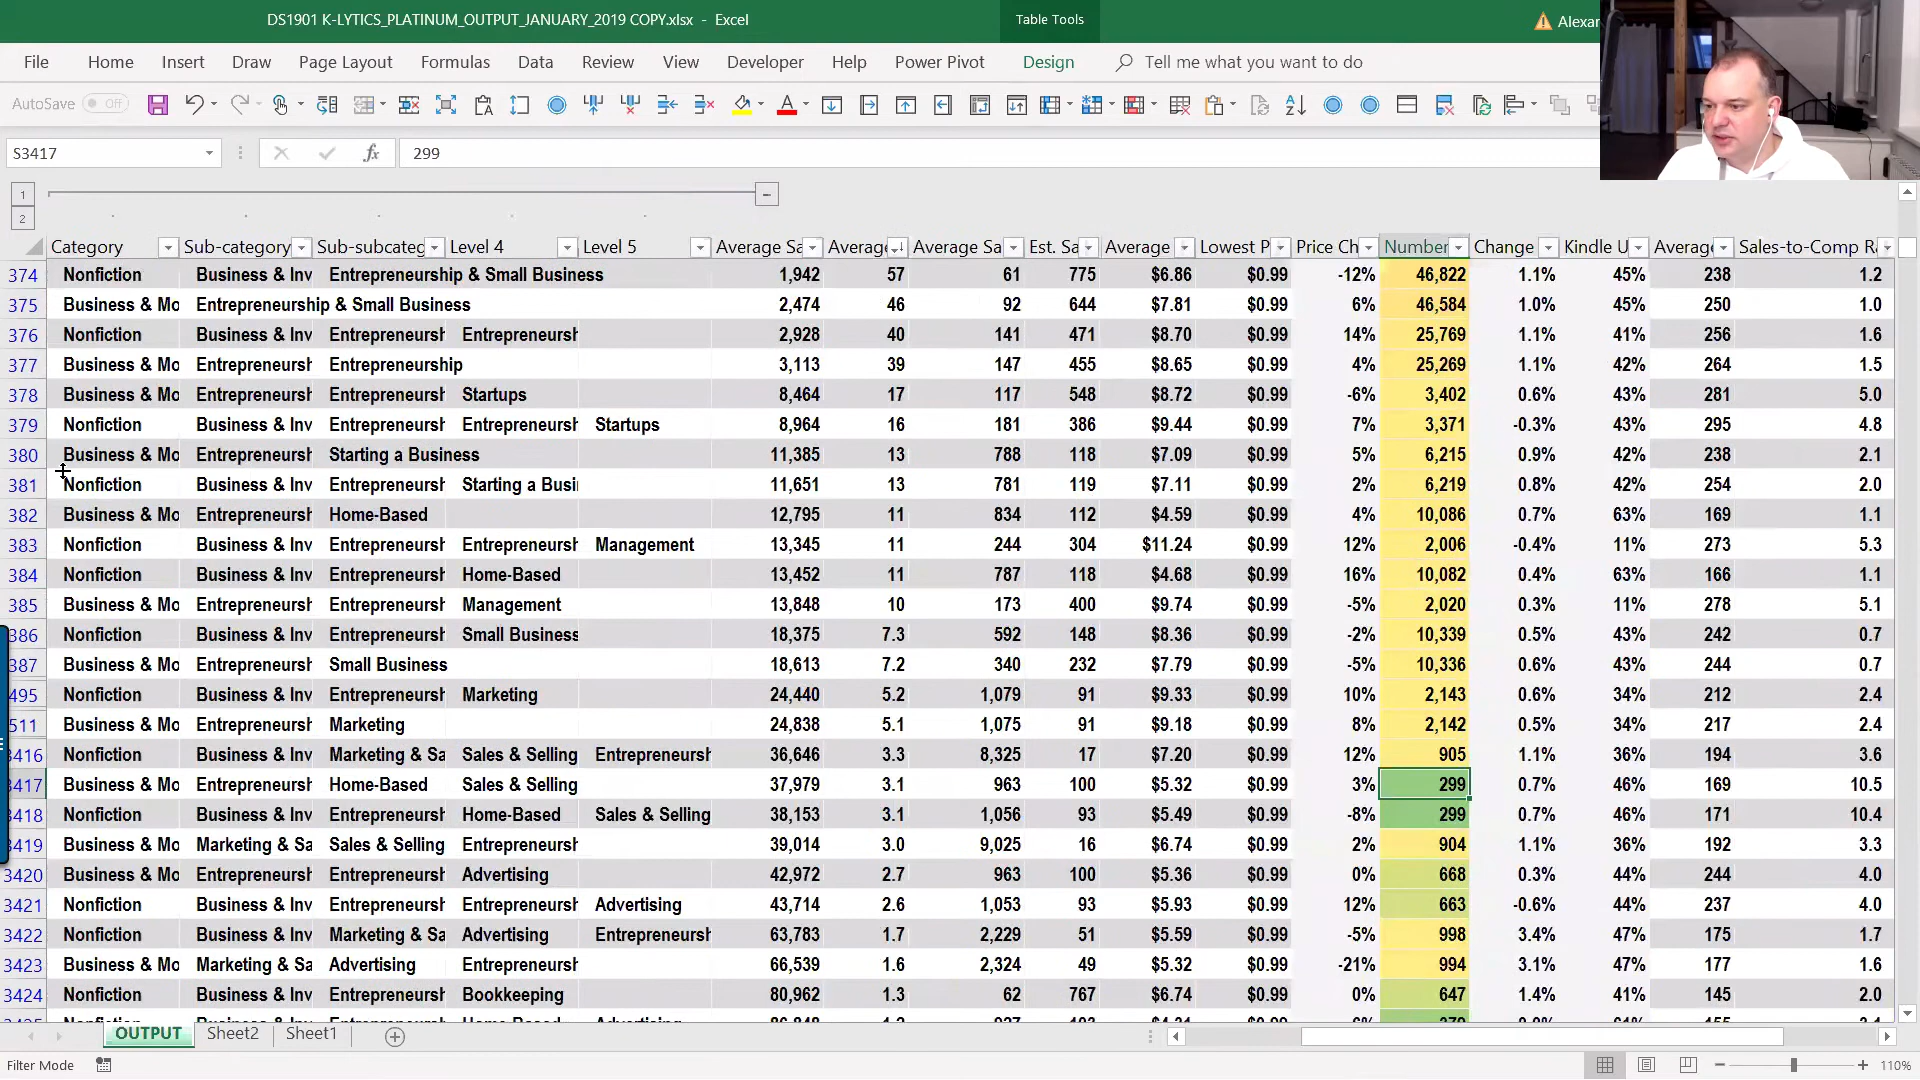 DS1901 K-LYTICS_PLATINUM_OUTPUT_JANUARY_2019 COPY.xlsx - Excel
Table Tools
Alexan
File Home Insert Draw Page Layout Formulas Data Review View Developer Help Power Pivot Design Tell me what you want to do
AutoSave Off
S3417 fx 299
1
2
Category Sub-category Sub-subcateg Level 4 Level 5 Average Sa Average Average Sa Est. Sa Average Lowest P Price Ch Number Change Kindle U Average Sales-to-Comp Ra
374 Nonfiction Business & Inv Entrepreneurship & Small Business 1,942 57 61 775 $6.86 $0.99 -12% 46,822 1.1% 45% 238 1.2
375 Business & Mo Entrepreneurship & Small Business 2,474 46 92 644 $7.81 $0.99 6% 46,584 1.0% 45% 250 1.0
376 Nonfiction Business & Inv Entrepreneursh Entrepreneursh 2,928 40 141 471 $8.70 $0.99 14% 25,769 1.1% 41% 256 1.6
377 Business & Mo Entrepreneursh Entrepreneurship 3,113 39 147 455 $8.65 $0.99 4% 25,269 1.1% 42% 264 1.5
378 Business & Mo Entrepreneursh Entrepreneursh Startups 8,464 17 117 548 $8.72 $0.99 -6% 3,402 0.6% 43% 281 5.0
379 Nonfiction Business & Inv Entrepreneursh Entrepreneursh Startups 8,964 16 181 386 $9.44 $0.99 7% 3,371 -0.3% 43% 295 4.8
380 Business & Mo Entrepreneursh Starting a Business 11,385 13 788 118 $7.09 $0.99 5% 6,215 0.9% 42% 238 2.1
381 Nonfiction Business & Inv Entrepreneursh Starting a Busi 11,651 13 781 119 $7.11 $0.99 2% 6,219 0.8% 42% 254 2.0
382 Business & Mo Entrepreneursh Home-Based 12,795 11 834 112 $4.59 $0.99 4% 10,086 0.7% 63% 169 1.1
383 Nonfiction Business & Inv Entrepreneursh Entrepreneursh Management 13,345 11 244 304 $11.24 $0.99 12% 2,006 -0.4% 11% 273 5.3
384 Nonfiction Business & Inv Entrepreneursh Home-Based 13,452 11 787 118 $4.68 $0.99 16% 10,082 0.4% 63% 166 1.1
385 Business & Mo Entrepreneursh Entrepreneursh Management 13,848 10 173 400 $9.74 $0.99 -5% 2,020 0.3% 11% 278 5.1
386 Nonfiction Business & Inv Entrepreneursh Small Business 18,375 7.3 592 148 $8.36 $0.99 -2% 10,339 0.5% 43% 242 0.7
387 Business & Mo Entrepreneursh Small Business 18,613 7.2 340 232 $7.79 $0.99 -5% 10,336 0.6% 43% 244 0.7
495 Nonfiction Business & Inv Entrepreneursh Marketing 24,440 5.2 1,079 91 $9.33 $0.99 10% 2,143 0.6% 34% 212 2.4
511 Business & Mo Entrepreneursh Marketing 24,838 5.1 1,075 91 $9.18 $0.99 8% 2,142 0.5% 34% 217 2.4
3416 Nonfiction Business & Inv Marketing & Sa Sales & Selling Entrepreneursh 36,646 3.3 8,325 17 $7.20 $0.99 12% 905 1.1% 36% 194 3.6
3417 Business & Mo Entrepreneursh Home-Based Sales & Selling 37,979 3.1 963 100 $5.32 $0.99 3% 299 0.7% 46% 169 10.5
3418 Nonfiction Business & Inv Entrepreneursh Home-Based Sales & Selling 38,153 3.1 1,056 93 $5.49 $0.99 -8% 299 0.7% 46% 171 10.4
3419 Business & Mo Marketing & Sa Sales & Selling Entrepreneursh 39,014 3.0 9,025 16 $6.74 $0.99 2% 904 1.1% 36% 192 3.3
3420 Business & Mo Entrepreneursh Entrepreneursh Advertising 42,972 2.7 963 100 $5.36 $0.99 0% 668 0.3% 44% 244 4.0
3421 Nonfiction Business & Inv Entrepreneursh Entrepreneursh Advertising 43,714 2.6 1,053 93 $5.93 $0.99 12% 663 -0.6% 44% 237 4.0
3422 Nonfiction Business & Inv Marketing & Sa Advertising Entrepreneursh 63,783 1.7 2,229 51 $5.59 $0.99 -5% 998 3.4% 47% 175 1.7
3423 Business & Mo Marketing & Sa Advertising Entrepreneursh 66,539 1.6 2,324 49 $5.32 $0.99 -21% 994 3.1% 47% 177 1.6
3424 Nonfiction Business & Inv Entrepreneursh Bookkeeping 80,962 1.3 62 767 $6.74 $0.99 0% 647 1.4% 41% 145 2.0
OUTPUT Sheet2 Sheet1
Filter Mode 110%